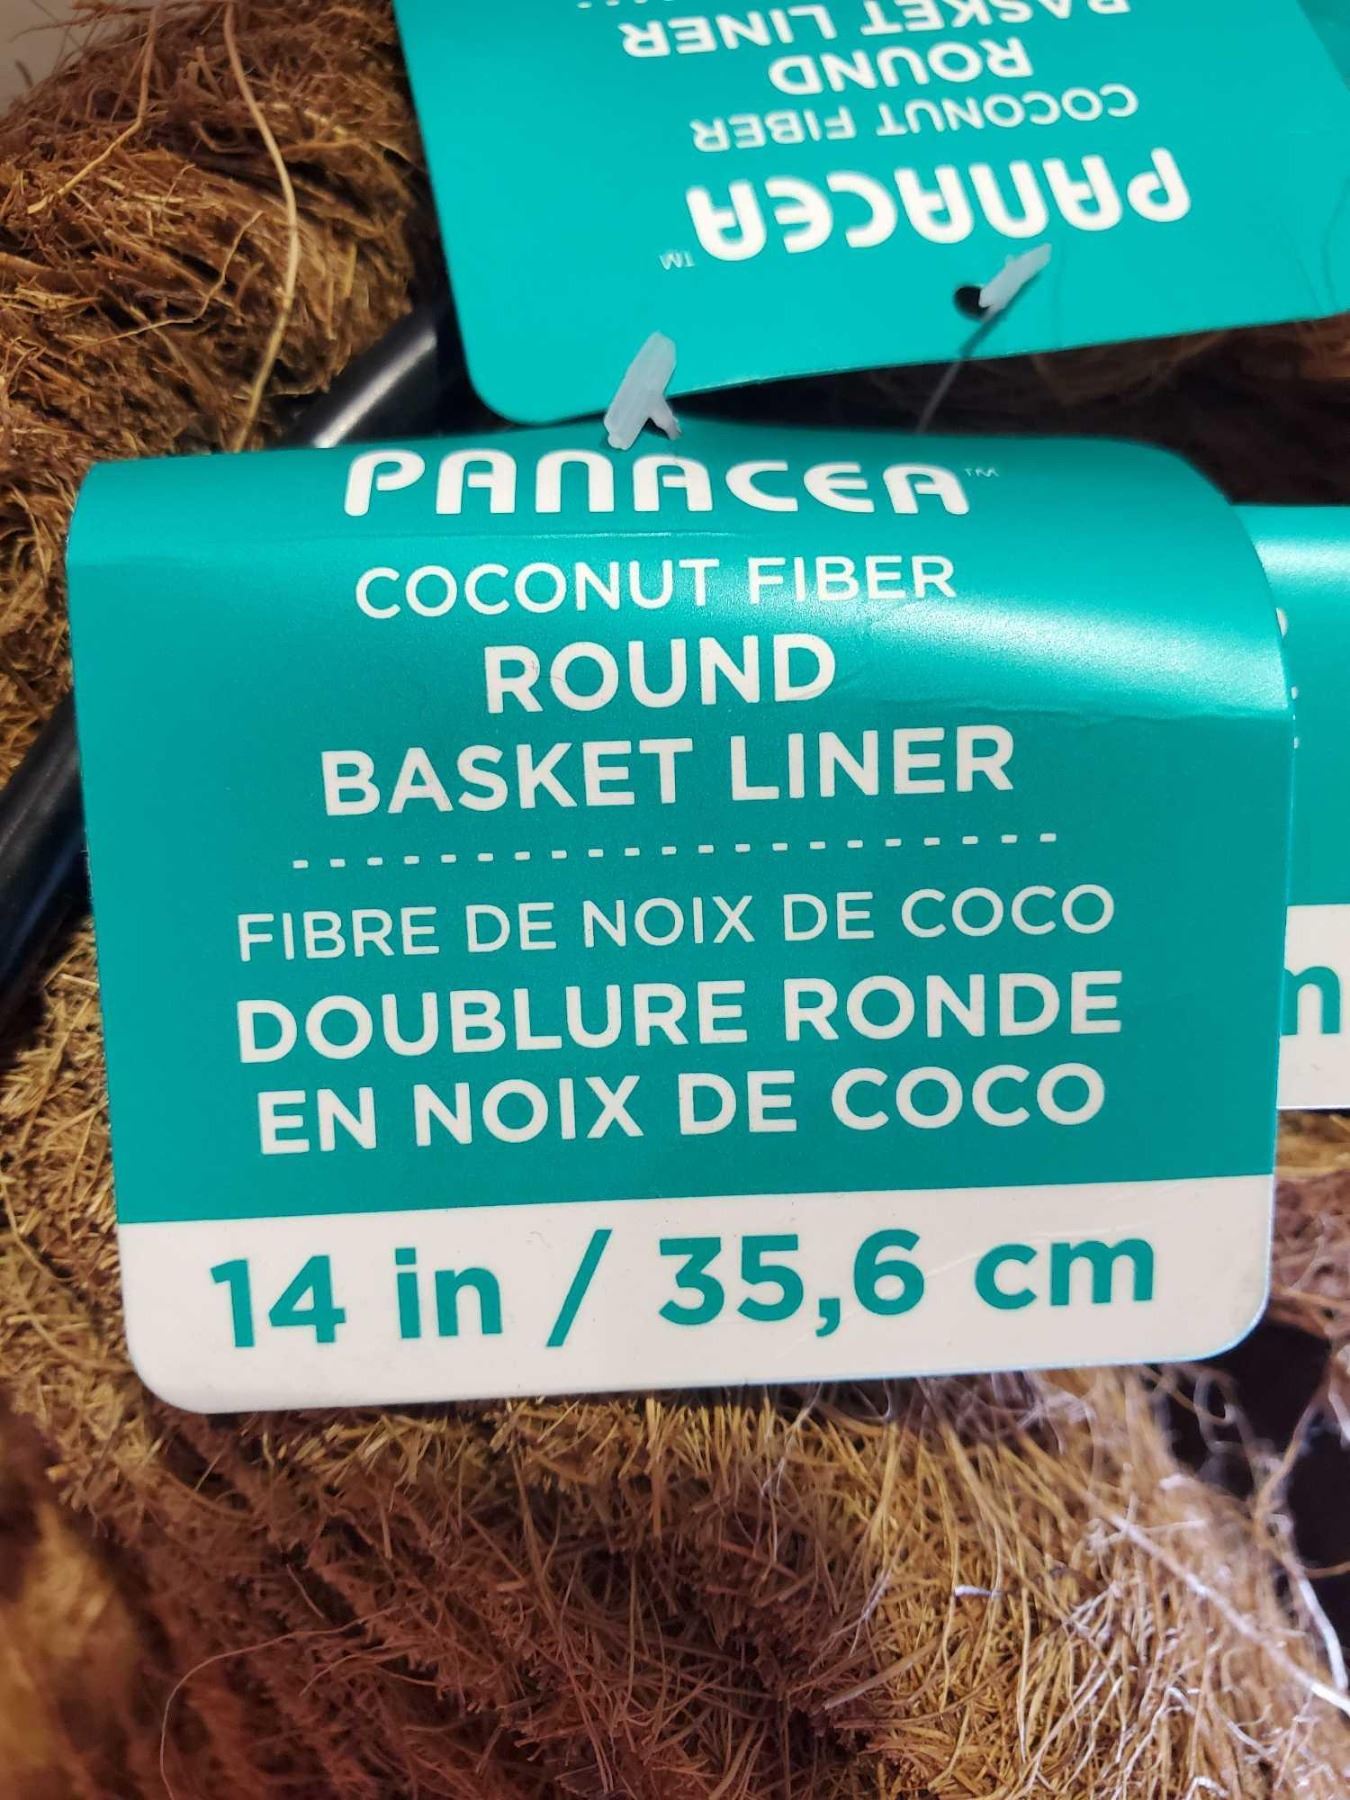 BASKET LINER
ROUND
COCONUT FIBER
PANACEA™
PANACEA™
COCONUT FIBER
ROUND
BASKET LINER
FIBRE DE NOIX DE COCO
DOUBLURE RONDE
EN NOIX DE COCO
14 in / 35,6 cm